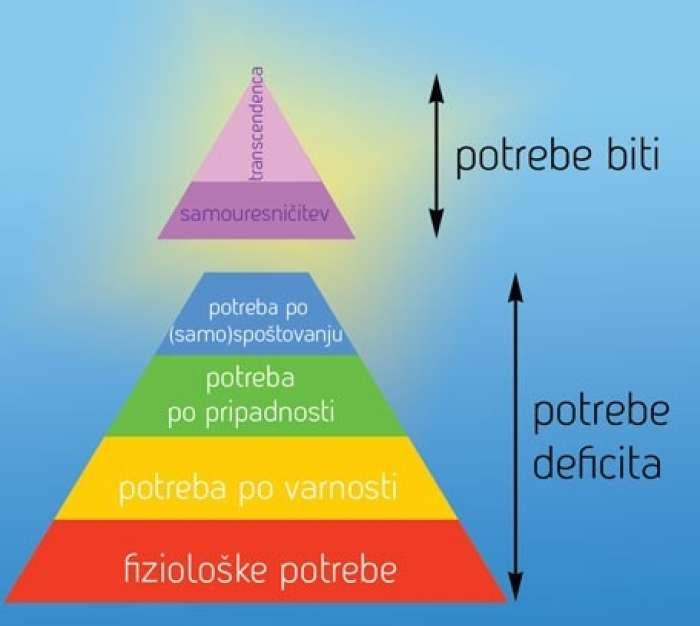 transcendenca
samouresničitev
potrebe biti
potreba po
(samo)spoštovanju
potreba
po pripadnosti
potreba po varnosti
fiziološke potrebe
potrebe
deficita